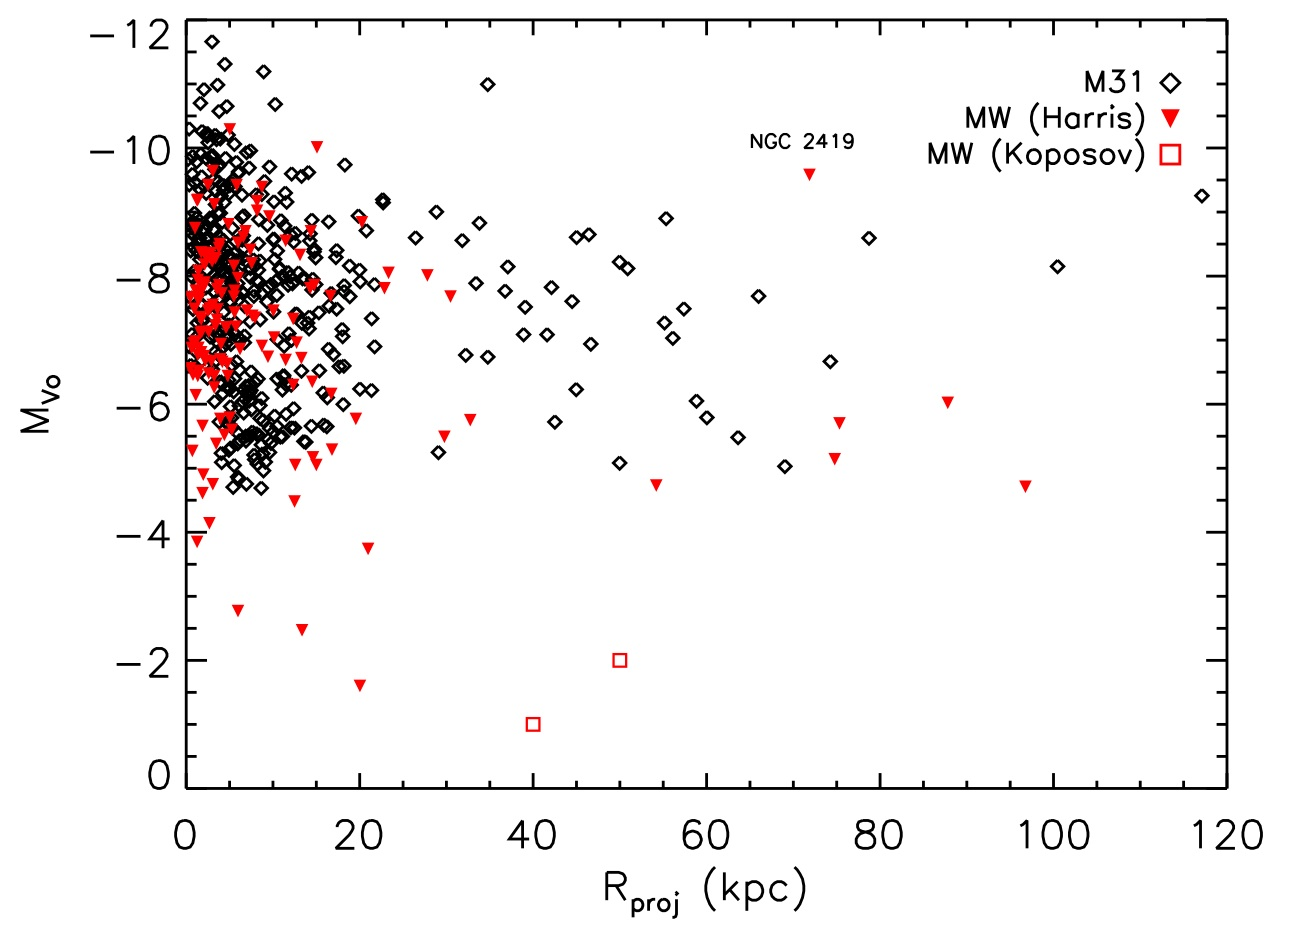 −12
−10
−8
−6
−4
−2
0
M_Vo
M31
MW (Harris)
MW (Koposov)
NGC 2419
0 20 40 60 80 100 120
R_proj (kpc)